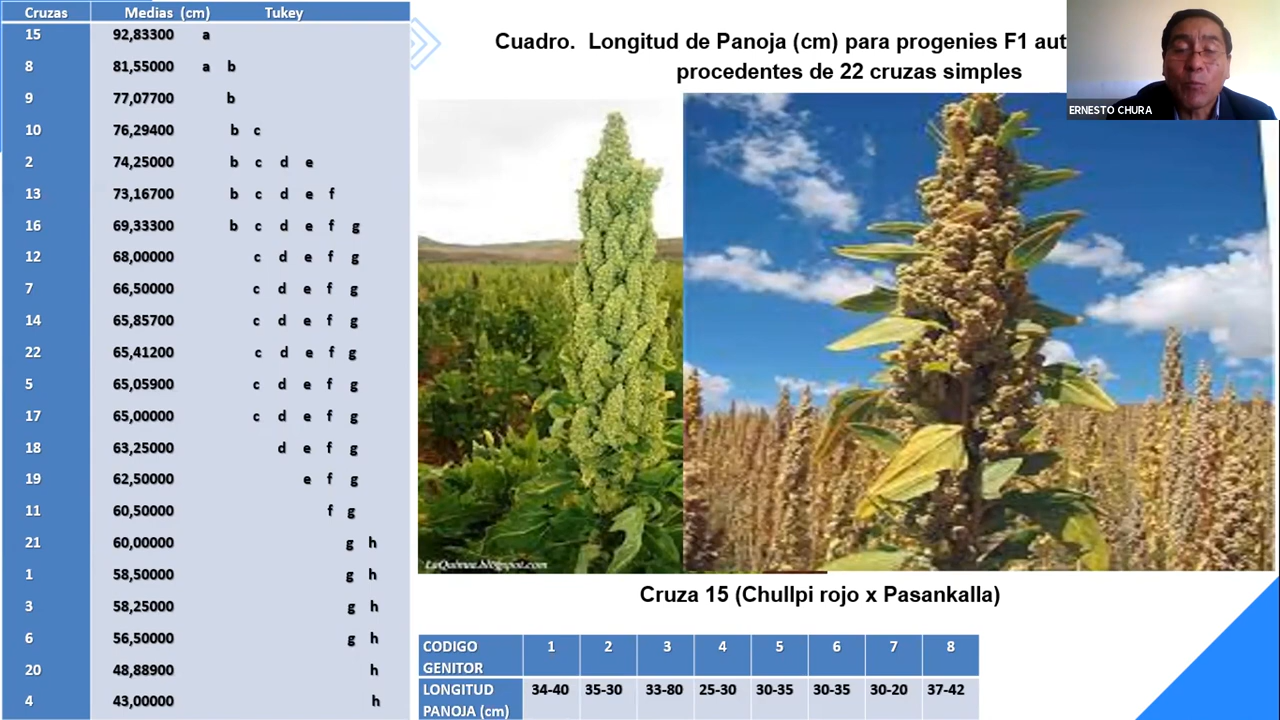 Cruzas Medias (cm) Tukey
15 92,83300 a
8 81,55000 a b
9 77,07700 b
10 76,29400 b c
2 74,25000 b c d e
13 73,16700 b c d e f
16 69,33300 b c d e f g
12 68,00000 c d e f g
7 66,50000 c d e f g
14 65,85700 c d e f g
22 65,41200 c d e f g
5 65,05900 c d e f g
17 65,00000 c d e f g
18 63,25000 d e f g
19 62,50000 e f g
11 60,50000 f g
21 60,00000 g h
1 58,50000 g h
3 58,25000 g h
6 56,50000 g h
20 48,88900 h
4 43,00000 h
Cuadro. Longitud de Panoja (cm) para progenies F1 aut
procedentes de 22 cruzas simples
ERNESTO CHURA
LaQuinua.blogspot.com
Cruza 15 (Chullpi rojo x Pasankalla)
CODIGO GENITOR 1 2 3 4 5 6 7 8
LONGITUD PANOJA (cm) 34-40 35-30 33-80 25-30 30-35 30-35 30-20 37-42